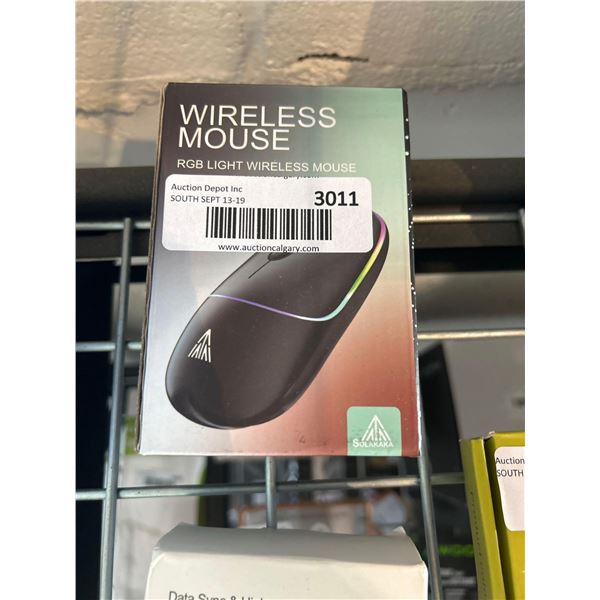 WIRELESS
MOUSE
RGB LIGHT WIRELESS MOUSE
Auction Depot Inc
SOUTH SEPT 13-19
3011
www.auctioncalgary.com
SOLAKAKA
Auction
SOUTH
Data Sync &